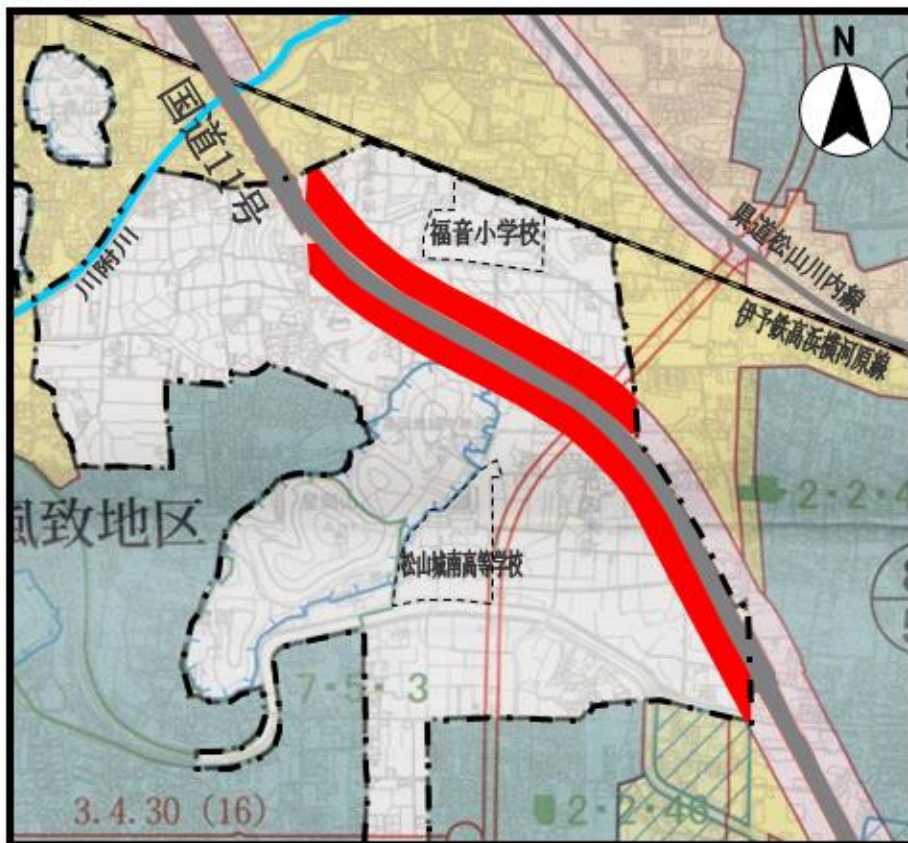 N
国道11号
福音小学校
川附川
県道松山川内線
伊予鉄高浜横河原線
2・2・4
風致地区
松山城南高等学校
7・5・3
3.4.30 (16)
2・2・46